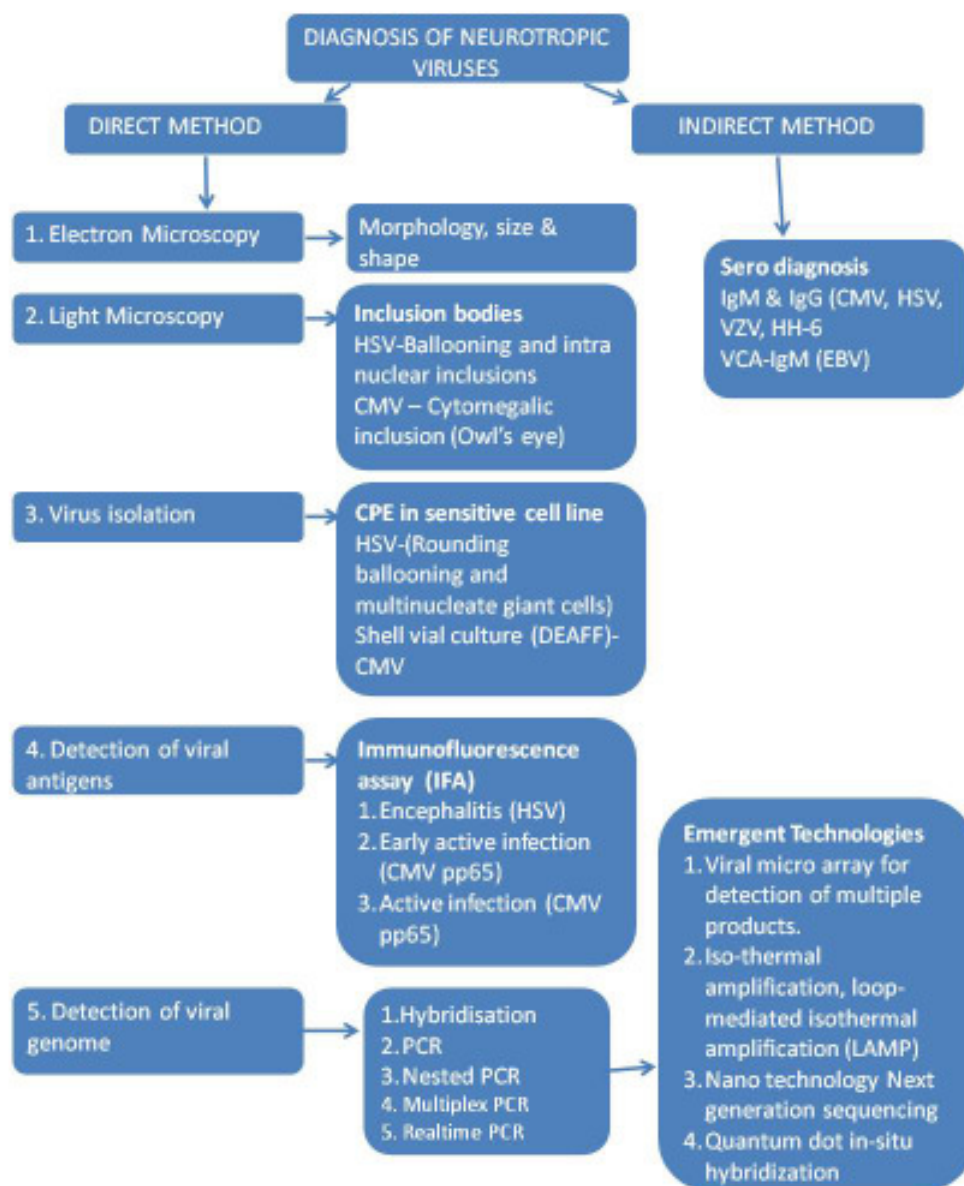 DIAGNOSIS OF NEUROTROPIC
VIRUSES
DIRECT METHOD
INDIRECT METHOD
1. Electron Microscopy
Morphology, size &
shape
Sero diagnosis
IgM & IgG (CMV, HSV,
VZV, HH-6
VCA-IgM (EBV)
2. Light Microscopy
Inclusion bodies
HSV-Ballooning and intra
nuclear inclusions
CMV – Cytomegalic
inclusion (Owl's eye)
3. Virus isolation
CPE in sensitive cell line
HSV-(Rounding
ballooning and
multinucleate giant cells)
Shell vial culture (DEAFF)-
CMV
4. Detection of viral
antigens
Immunofluorescence
assay (IFA)
1. Encephalitis (HSV)
2. Early active infection
(CMV pp65)
3. Active infection (CMV
pp65)
5. Detection of viral
genome
1.Hybridisation
2. PCR
3. Nested PCR
4. Multiplex PCR
5. Realtime PCR
Emergent Technologies
1. Viral micro array for
detection of multiple
products.
2. Iso-thermal
amplification, loop-
mediated isothermal
amplification (LAMP)
3. Nano technology Next
generation sequencing
4. Quantum dot in-situ
hybridization